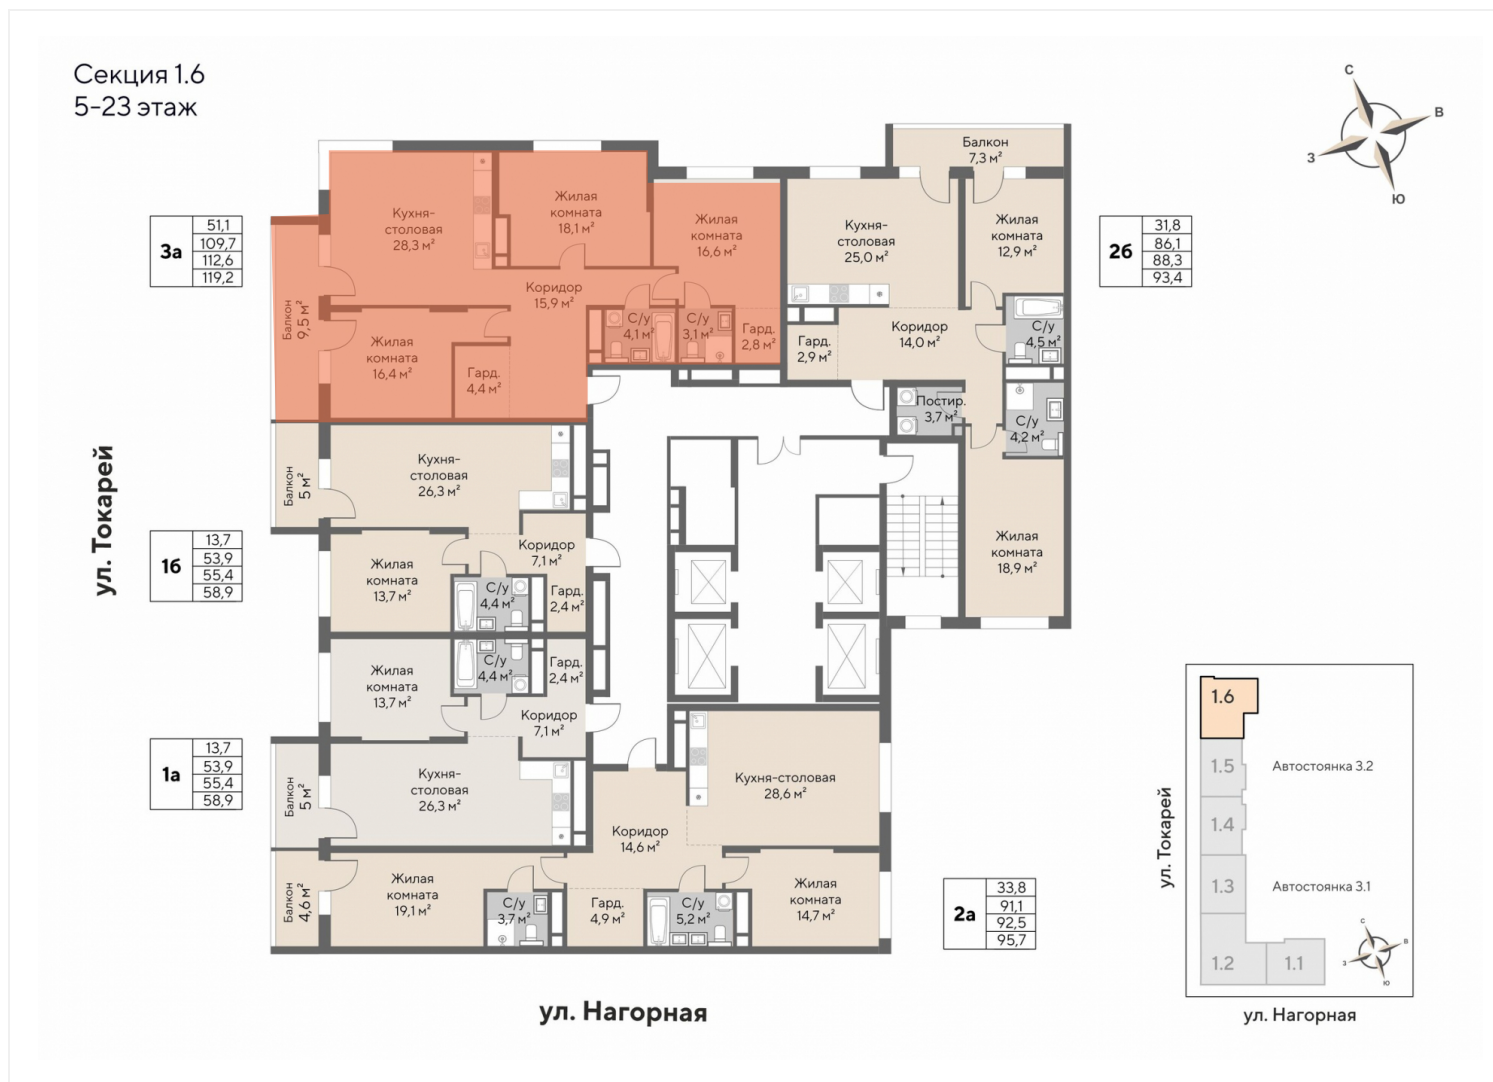 Секция 1.6
5-23 этаж
С
В
З
Ю
3а
51,1
109,7
112,6
119,2
Кухня-
столовая
28,3 м²
Жилая
комната
18,1 м²
Жилая
комната
16,6 м²
Коридор
15,9 м²
Балкон
9,5 м²
Жилая
комната
16,4 м²
Гард.
4,4 м²
С/у
4,1 м²
С/у
3,1 м²
Гард.
2,8 м²
Балкон
7,3 м²
Кухня-
столовая
25,0 м²
Жилая
комната
12,9 м²
2б
31,8
86,1
88,3
93,4
Гард.
2,9 м²
Коридор
14,0 м²
С/у
4,5 м²
Постир.
3,7 м²
С/у
4,2 м²
Жилая
комната
18,9 м²
ул. Токарей
Балкон
5 м²
Кухня-
столовая
26,3 м²
1б
13,7
53,9
55,4
58,9
Коридор
7,1 м²
Жилая
комната
13,7 м²
С/у
4,4 м²
Гард.
2,4 м²
Жилая
комната
13,7 м²
С/у
4,4 м²
Гард.
2,4 м²
Коридор
7,1 м²
1а
13,7
53,9
55,4
58,9
Балкон
5 м²
Кухня-
столовая
26,3 м²
Кухня-столовая
28,6 м²
Коридор
14,6 м²
Балкон
4,6 м²
Жилая
комната
19,1 м²
С/у
3,7 м²
Гард.
4,9 м²
С/у
5,2 м²
Жилая
комната
14,7 м²
2а
33,8
91,1
92,5
95,7
ул. Нагорная
1.6
1.5
Автостоянка 3.2
1.4
ул. Токарей
1.3
Автостоянка 3.1
1.2
1.1
С
В
З
Ю
ул. Нагорная